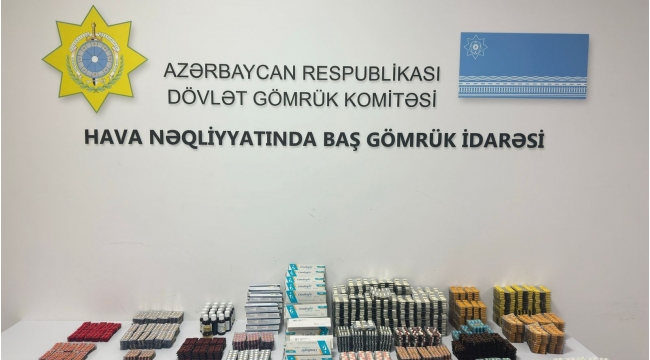 AZƏRBAYCAN RESPUBLİKASI
DÖVLƏT GÖMRÜK KOMİTƏSİ
HAVA NƏQLİYYATINDA BAŞ GÖMRÜK İDARƏSİ